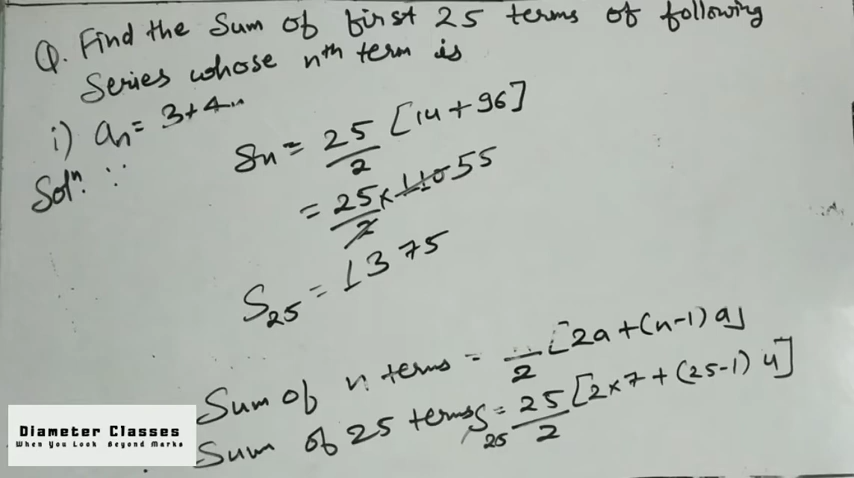 Q. Find the Sum of first 25 terms of following
Series whose nth term is
i) an = 3+4n
Soln. ∵
Sn = 25/2 [14 + 96]
= 25/2 × 110 55
S25 = 1375
Sum of n terms = /2 [2a + (n-1) d]
Sum of 25 terms S25 = 25/2 [2×7 + (25-1) 4]
Diameter Classes
When You Look Beyond Marks